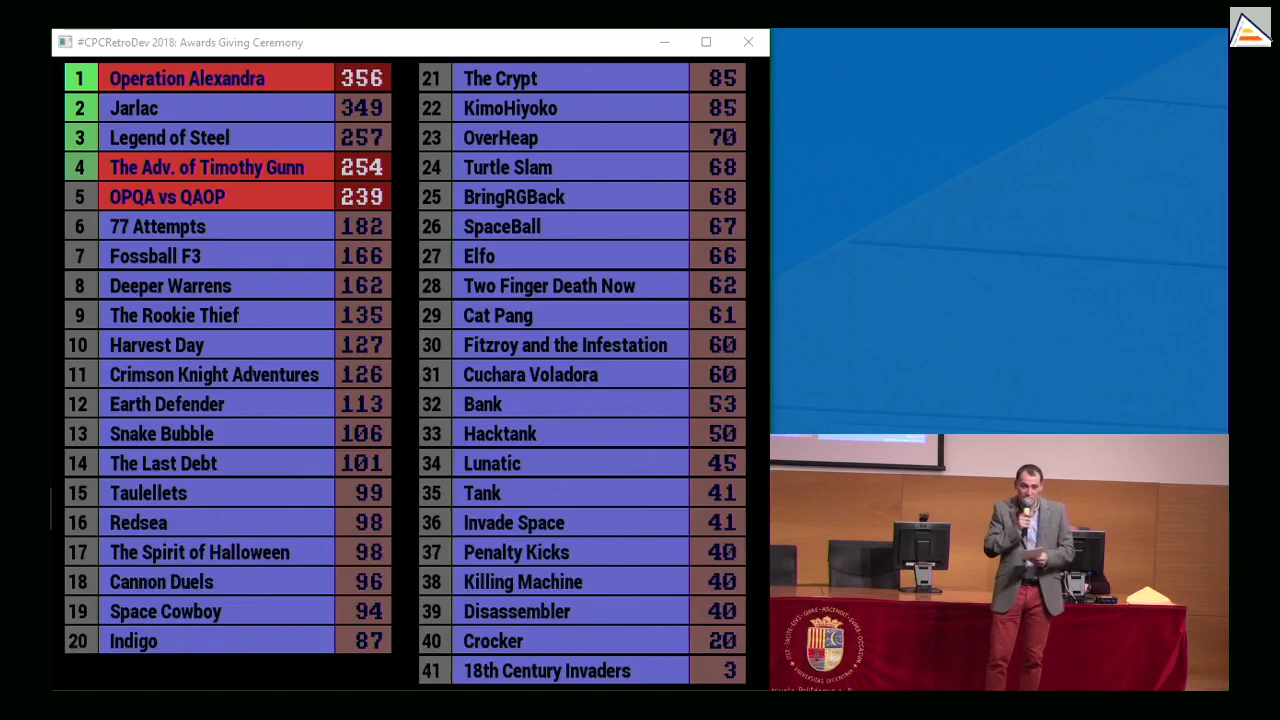 #CPCRetroDev 2018: Awards Giving Ceremony
1 Operation Alexandra 356
2 Jarlac 349
3 Legend of Steel 257
4 The Adv. of Timothy Gunn 254
5 OPQA vs QAOP 239
6 77 Attempts 182
7 Fossball F3 166
8 Deeper Warrens 162
9 The Rookie Thief 135
10 Harvest Day 127
11 Crimson Knight Adventures 126
12 Earth Defender 113
13 Snake Bubble 106
14 The Last Debt 101
15 Taulellets 99
16 Redsea 98
17 The Spirit of Halloween 98
18 Cannon Duels 96
19 Space Cowboy 94
20 Indigo 87
21 The Crypt 85
22 KimoHiyoko 85
23 OverHeap 70
24 Turtle Slam 68
25 BringRGBack 68
26 SpaceBall 67
27 Elfo 66
28 Two Finger Death Now 62
29 Cat Pang 61
30 Fitzroy and the Infestation 60
31 Cuchara Voladora 60
32 Bank 53
33 Hacktank 50
34 Lunatic 45
35 Tank 41
36 Invade Space 41
37 Penalty Kicks 40
38 Killing Machine 40
39 Disassembler 40
40 Crocker 20
41 18th Century Invaders 3